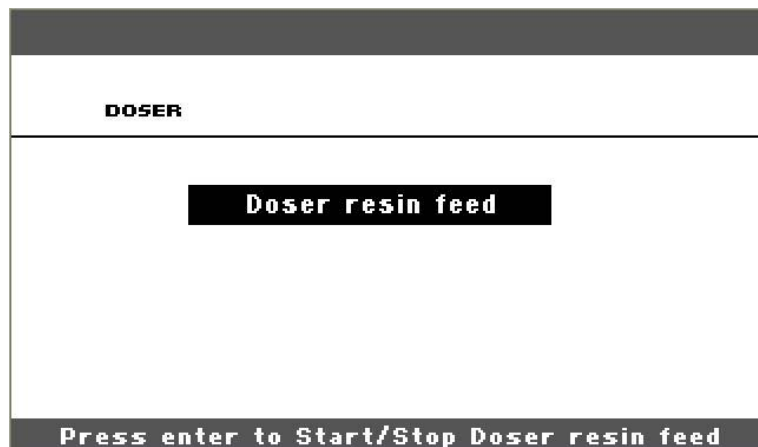 DOSER
Doser resin feed
Press enter to Start/Stop Doser resin feed